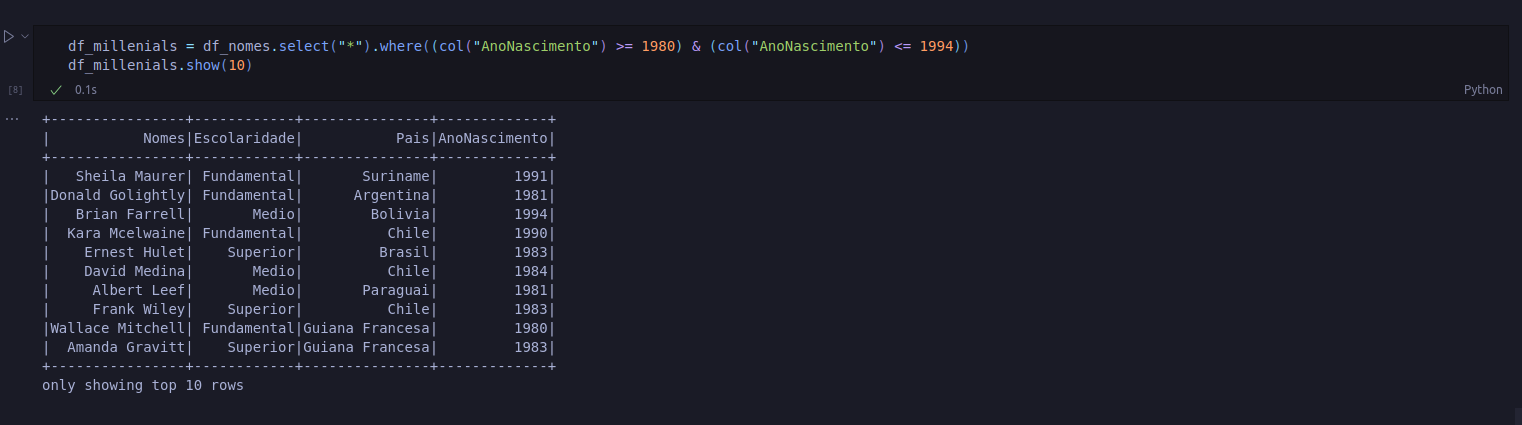 df_millenials = df_nomes.select("*").where((col("AnoNascimento") >= 1980) & (col("AnoNascimento") <= 1994))
df_millenials.show(10)
[8]
0.1s
Python
...
+----------------+------------+---------------+-------------+
|           Nomes|Escolaridade|           Pais|AnoNascimento|
+----------------+------------+---------------+-------------+
|   Sheila Maurer| Fundamental|       Suriname|         1991|
|Donald Golightly| Fundamental|      Argentina|         1981|
|   Brian Farrell|       Medio|        Bolivia|         1994|
|  Kara Mcelwaine| Fundamental|          Chile|         1990|
|    Ernest Hulet|    Superior|         Brasil|         1983|
|    David Medina|       Medio|          Chile|         1984|
|     Albert Leef|       Medio|       Paraguai|         1981|
|     Frank Wiley|    Superior|          Chile|         1983|
|Wallace Mitchell| Fundamental|Guiana Francesa|         1980|
|  Amanda Gravitt|    Superior|Guiana Francesa|         1983|
+----------------+------------+---------------+-------------+
only showing top 10 rows